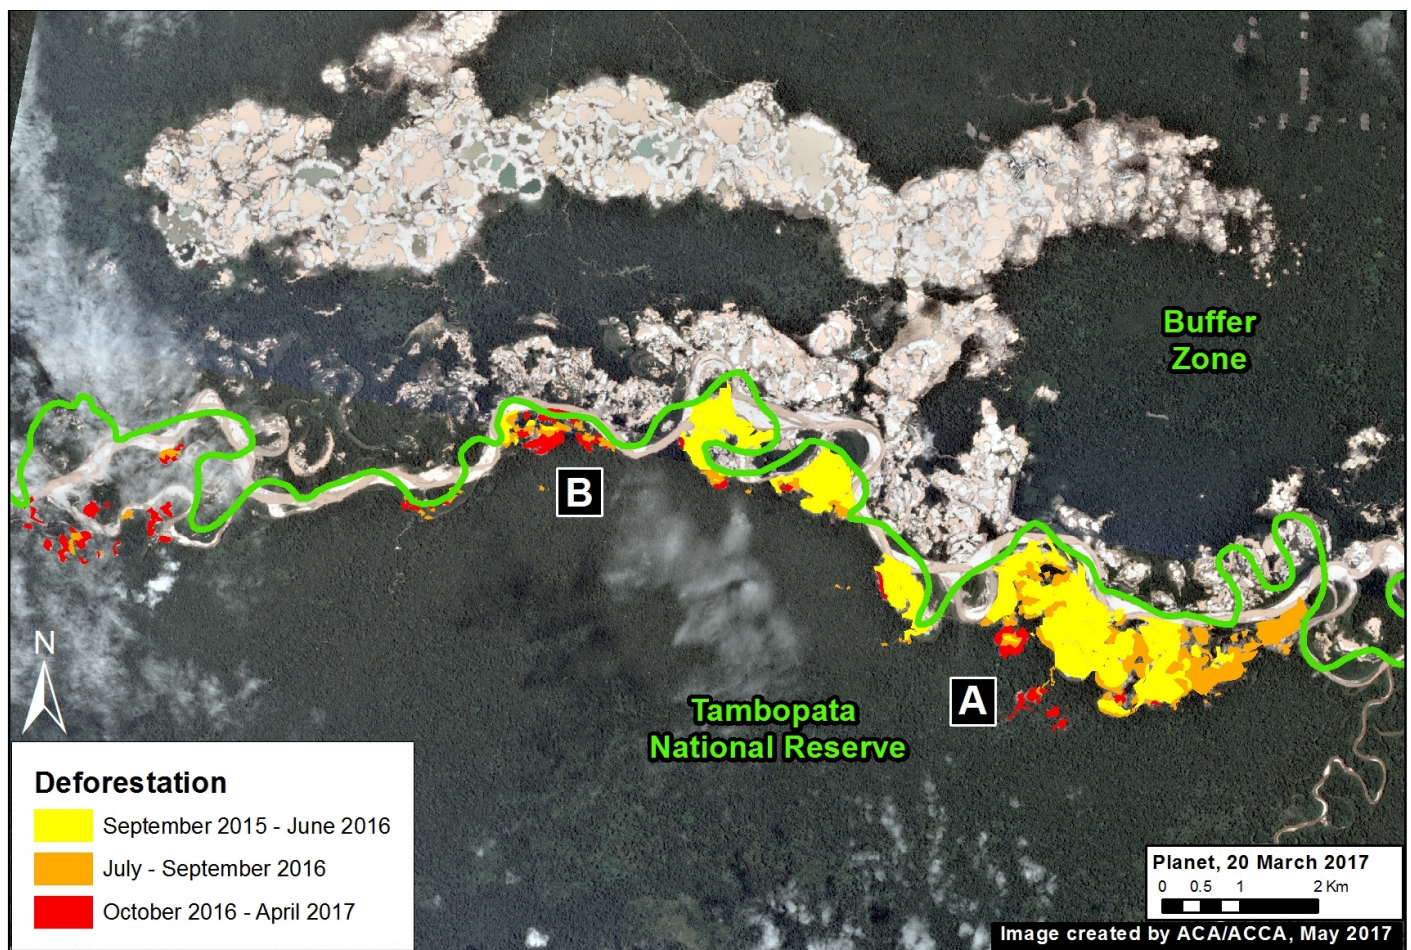 Buffer
Zone
B
A
Tambopata
National Reserve
N
Deforestation
September 2015 - June 2016
July - September 2016
October 2016 - April 2017
Planet, 20 March 2017
0 0.5 1 2 Km
Image created by ACA/ACCA, May 2017